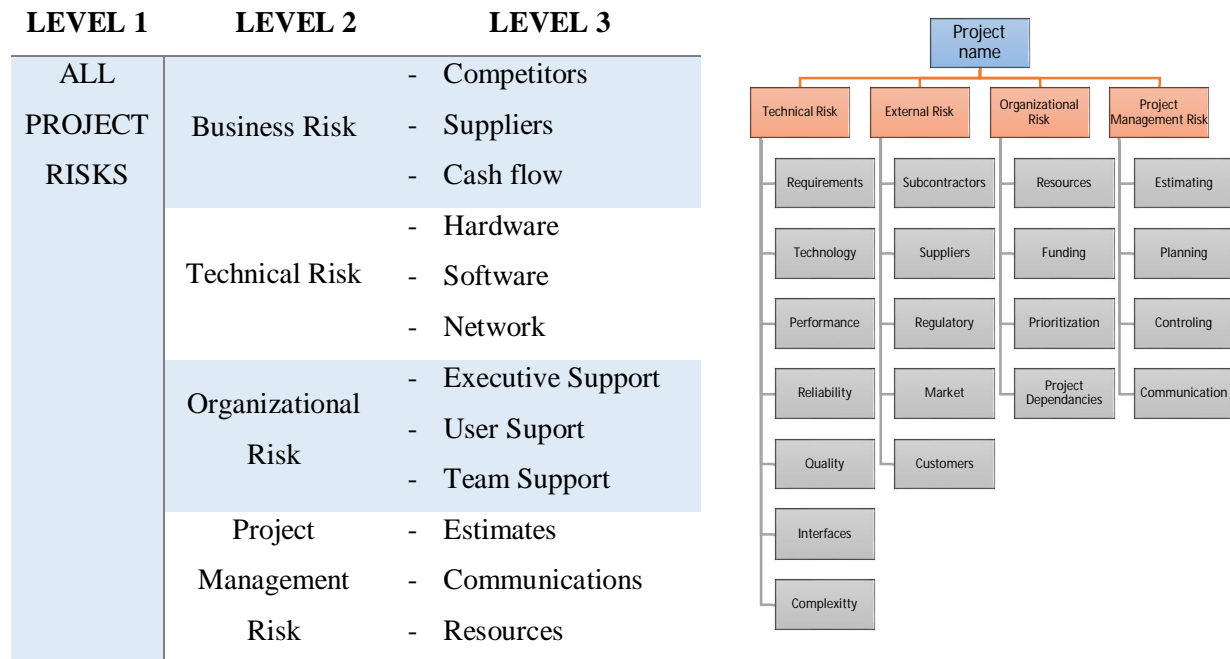 LEVEL 1 LEVEL 2 LEVEL 3
ALL
PROJECT
RISKS
Business Risk
- Competitors
- Suppliers
- Cash flow
Technical Risk
- Hardware
- Software
- Network
Organizational
Risk
- Executive Support
- User Suport
- Team Support
Project
Management
Risk
- Estimates
- Communications
- Resources
Project
name
Technical Risk
Requirements
Technology
Performance
Reliability
Quality
Interfaces
Complexitty
External Risk
Subcontractors
Suppliers
Regulatory
Market
Customers
Organizational
Risk
Resources
Funding
Prioritization
Project
Dependancies
Project
Management Risk
Estimating
Planning
Controling
Communication